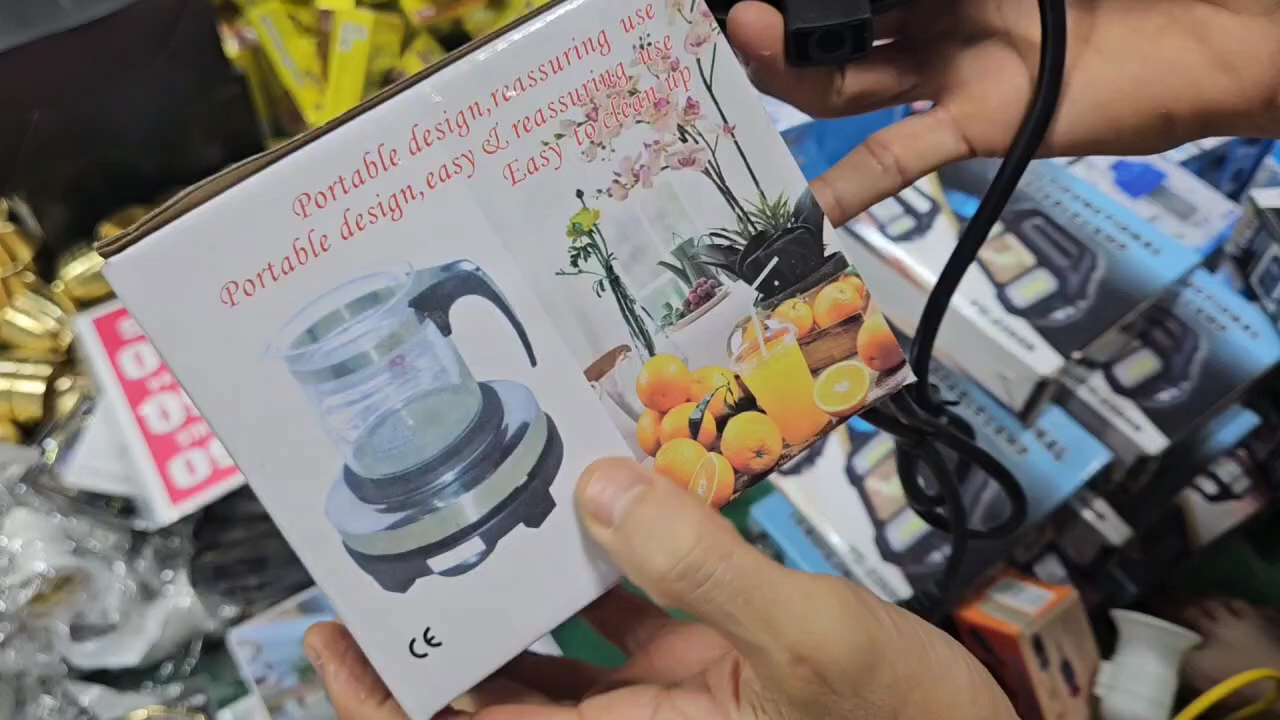 Portable design,reassuring use
Portable design,easy & reassuring use
Easy to clean up
CE